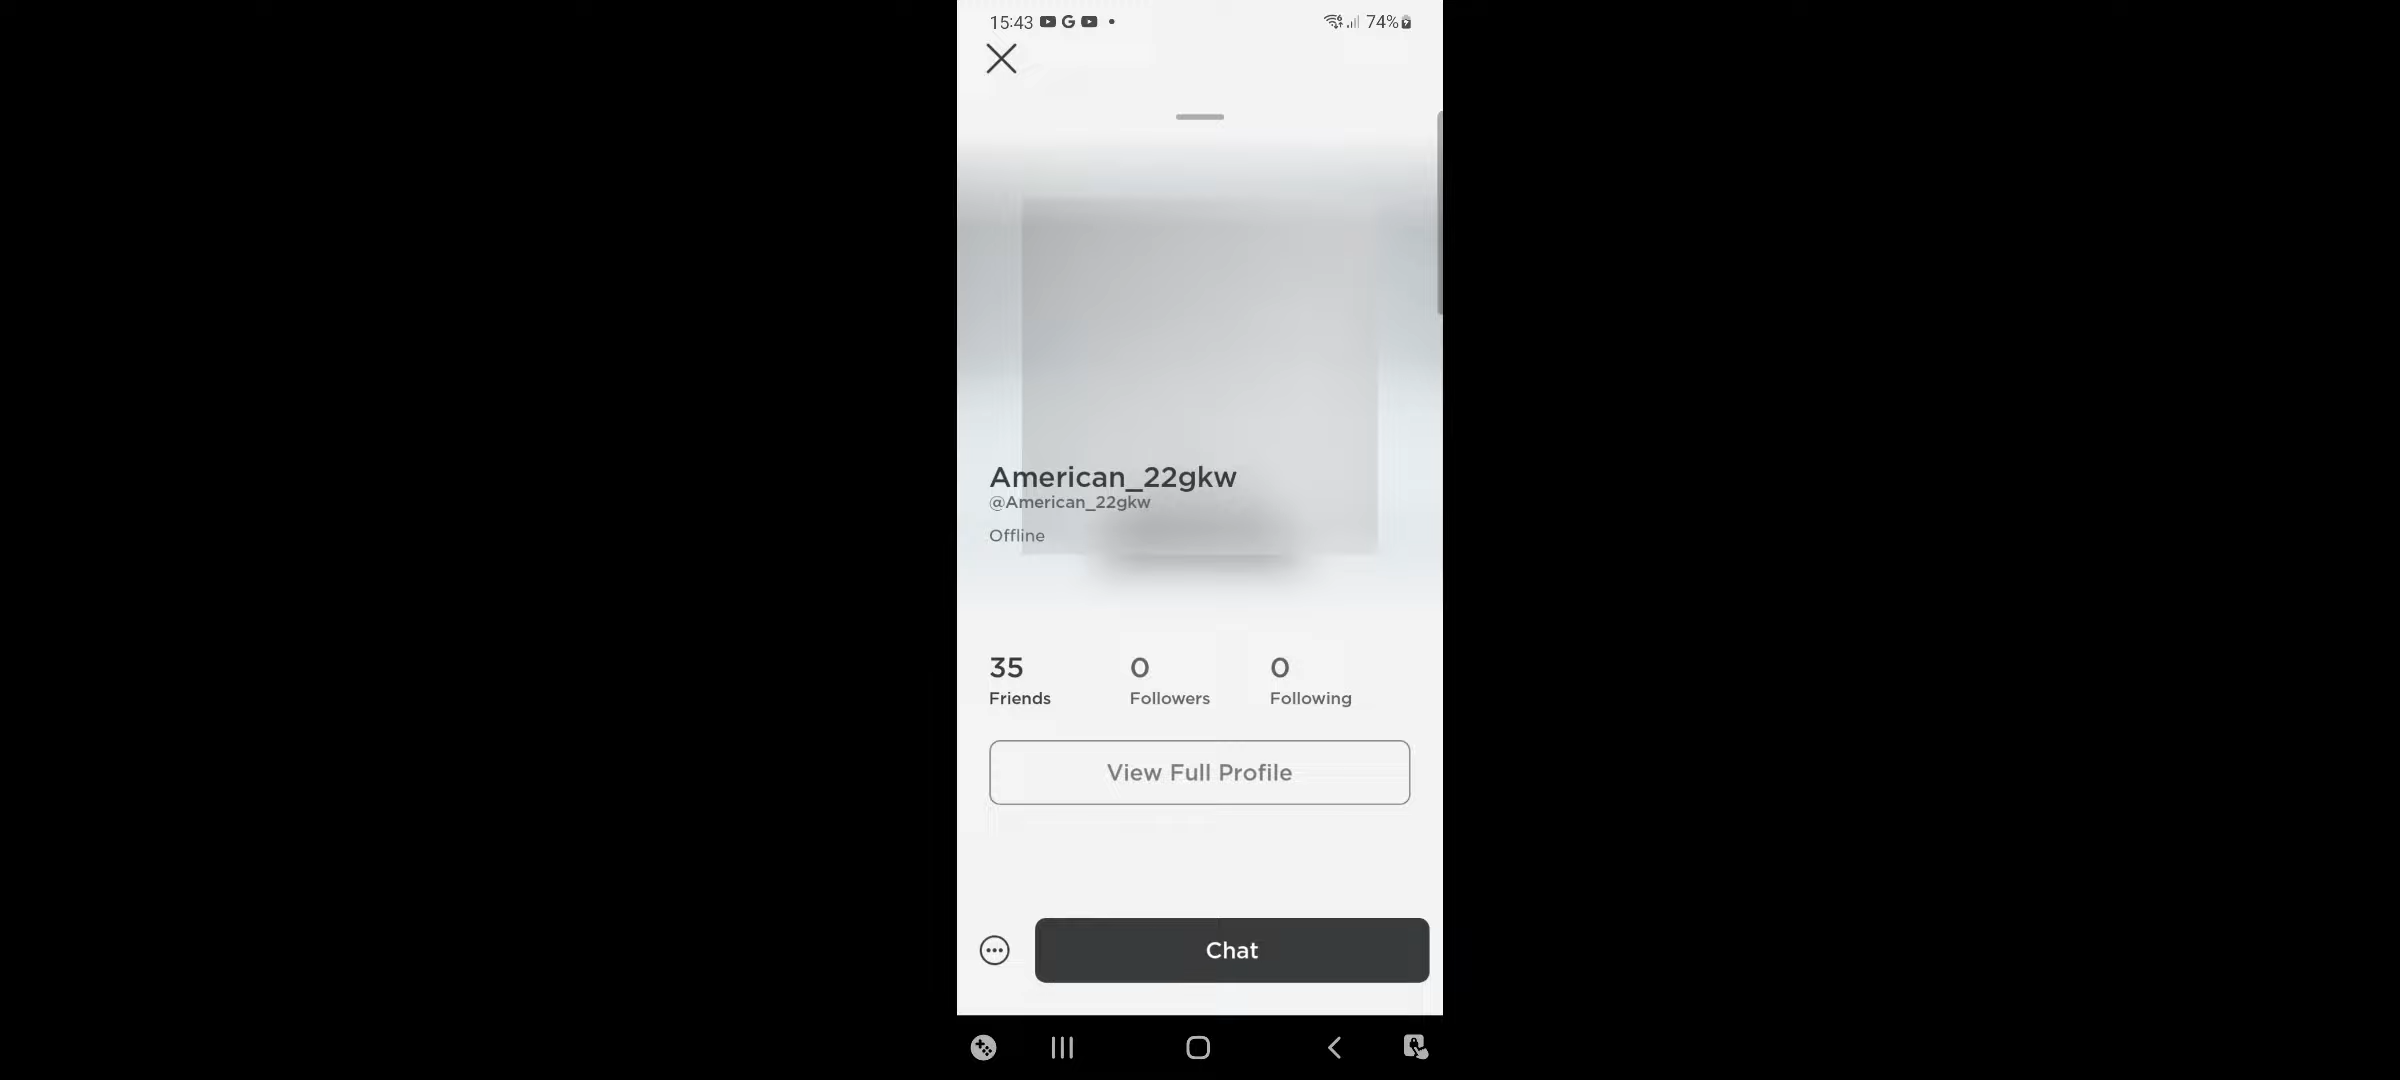 15:43
74%
American_22gkw
@American_22gkw
Offline
35 0 0
Friends Followers Following
View Full Profile
Chat